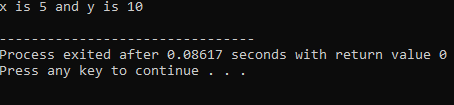 x is 5 and y is 10
--------------------------------
Process exited after 0.08617 seconds with return value 0
Press any key to continue . . .